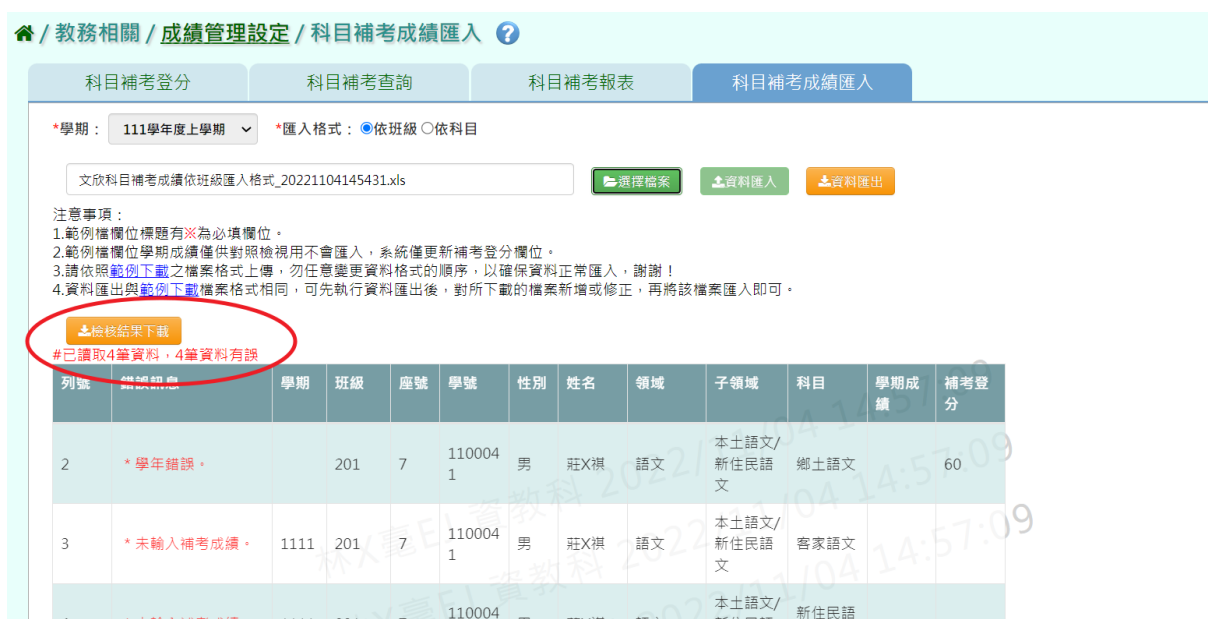 / 教務相關 / 成績管理設定 / 科目補考成績匯入
科目補考登分 科目補考查詢 科目補考報表 科目補考成績匯入
*學期： 111學年度上學期 *匯入格式： 依班級 依科目
文欣科目補考成績依班級匯入格式_20221104145431.xls 選擇檔案 資料匯入 資料匯出
注意事項：
1.範例檔欄位標題有※為必填欄位。
2.範例檔欄位學期成績僅供對照檢視用不會匯入，系統僅更新補考登分欄位。
3.請依照範例下載之檔案格式上傳，勿任意變更資料格式的順序，以確保資料正常匯入，謝謝！
4.資料匯出與範例下載檔案格式相同，可先執行資料匯出後，對所下載的檔案新增或修正，再將該檔案匯入即可。
檢核結果下載
#已讀取4筆資料，4筆資料有誤
列號 錯誤訊息 學期 班級 座號 學號 性別 姓名 領域 子領域 科目 學期成績 補考登分
2 * 學年錯誤。 201 7 1100041 男 莊X祺 語文 本土語文/新住民語文 鄉土語文 60
3 * 未輸入補考成績。 1111 201 7 1100041 男 莊X祺 語文 本土語文/新住民語文 客家語文
110004 本土語文/ 新住民語